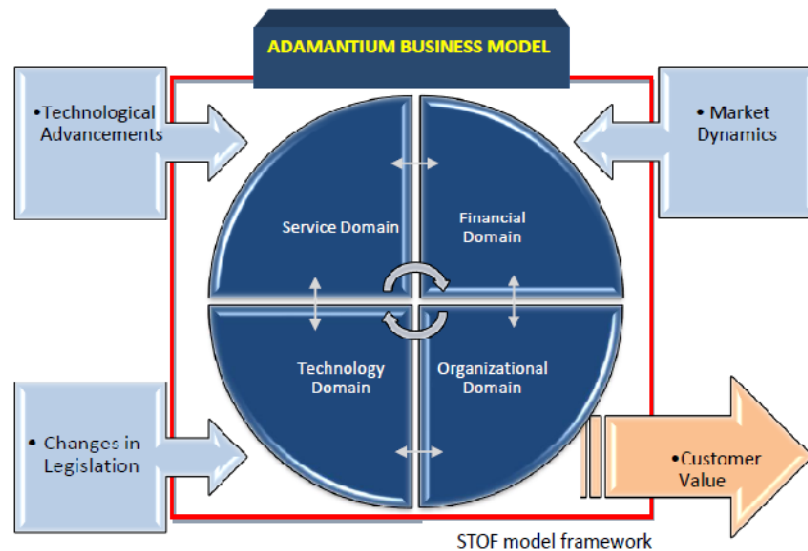 ADAMANTIUM BUSINESS MODEL
•Technological
Advancements
• Market
Dynamics
Service Domain
Financial
Domain
Technology
Domain
Organizational
Domain
• Changes in
Legislation
•Customer
Value
STOF model framework